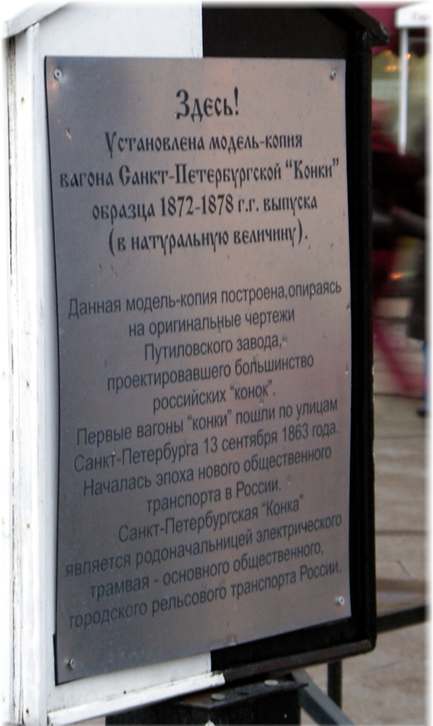 Здесь!
Установлена модель-копия
вагона Санкт-Петербургской "Конки"
образца 1872-1878 г.г. выпуска
(в натуральную величину).
Данная модель-копия построена,опираясь
на оригинальные чертежи
Путиловского завода,
проектировавшего большинство
российских "конок".
Первые вагоны "конки" пошли по улицам
Санкт-Петербурга 13 сентября 1863 года.
Началась эпоха нового общественного
транспорта в России.
Санкт-Петербургская "Конка"
является родоначальницей электрического
трамвая - основного общественного,
городского рельсового транспорта России.